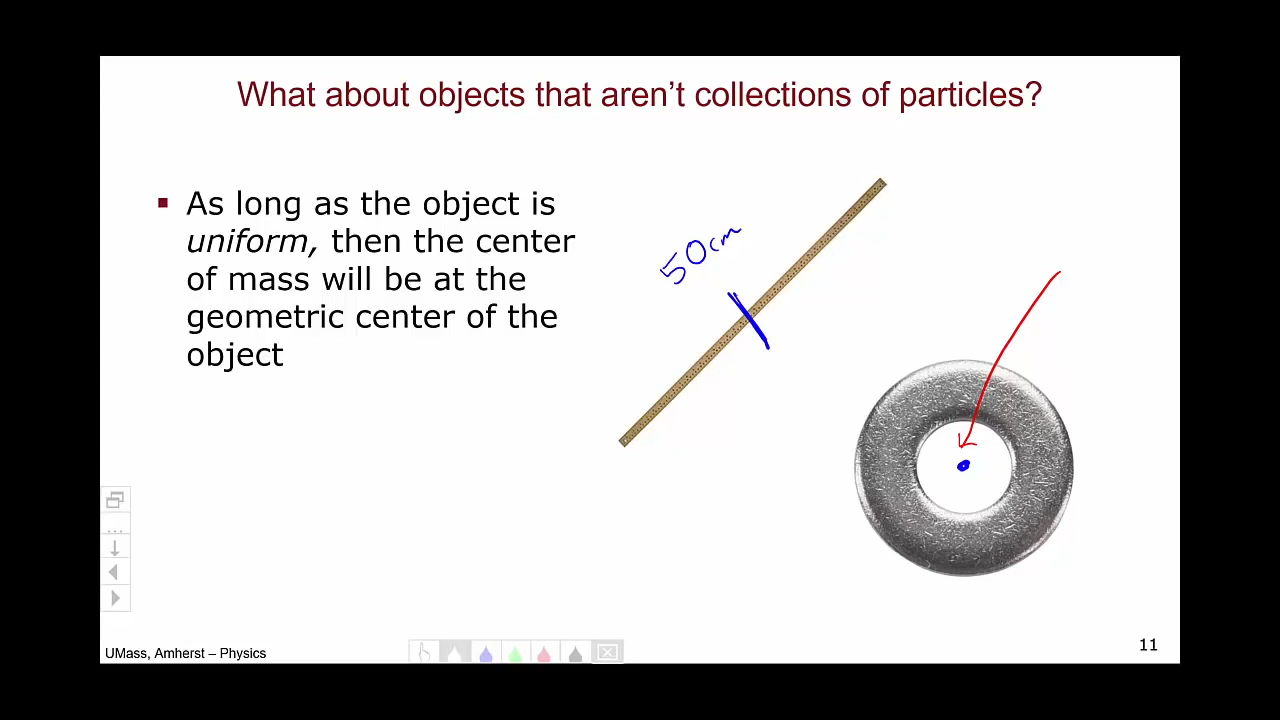 What about objects that aren't collections of particles?
▪ As long as the object is
uniform, then the center
of mass will be at the
geometric center of the
object
50cm
UMass, Amherst – Physics
11